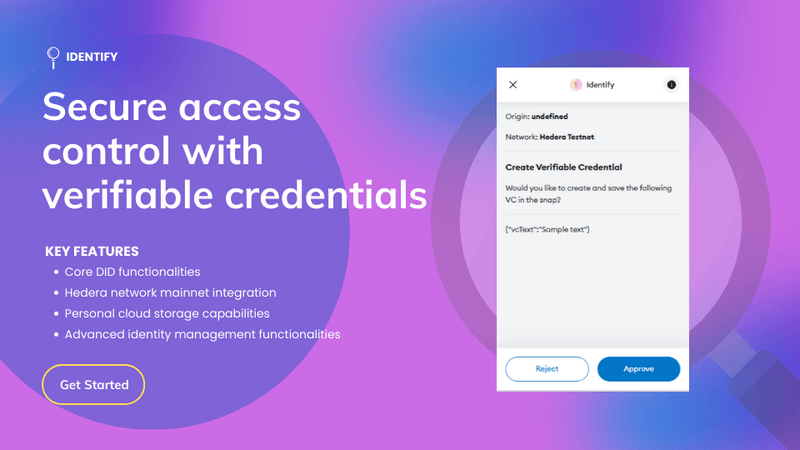 IDENTIFY
Secure access
control with
verifiable credentials
KEY FEATURES
Core DID functionalities
Hedera network mainnet integration
Personal cloud storage capabilities
Advanced identity management functionalities
Get Started
Identify
Origin: undefined
Network: Hedera Testnet
Create Verifiable Credential
Would you like to create and save the following
VC in the snap?
{"vcText":"Sample text"}
Reject
Approve